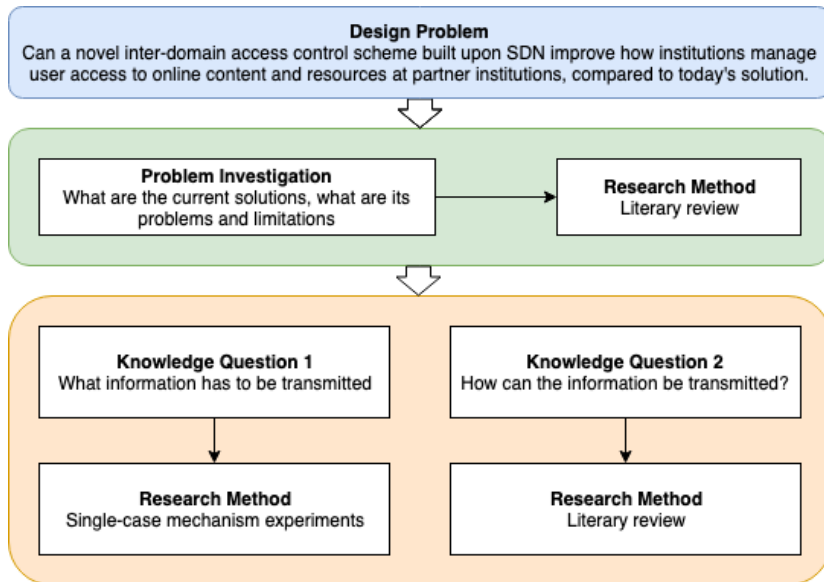 Design Problem
Can a novel inter-domain access control scheme built upon SDN improve how institutions manage
user access to online content and resources at partner institutions, compared to today's solution.
Problem Investigation
What are the current solutions, what are its
problems and limitations
Research Method
Literary review
Knowledge Question 1
What information has to be transmitted
Knowledge Question 2
How can the information be transmitted?
Research Method
Single-case mechanism experiments
Research Method
Literary review